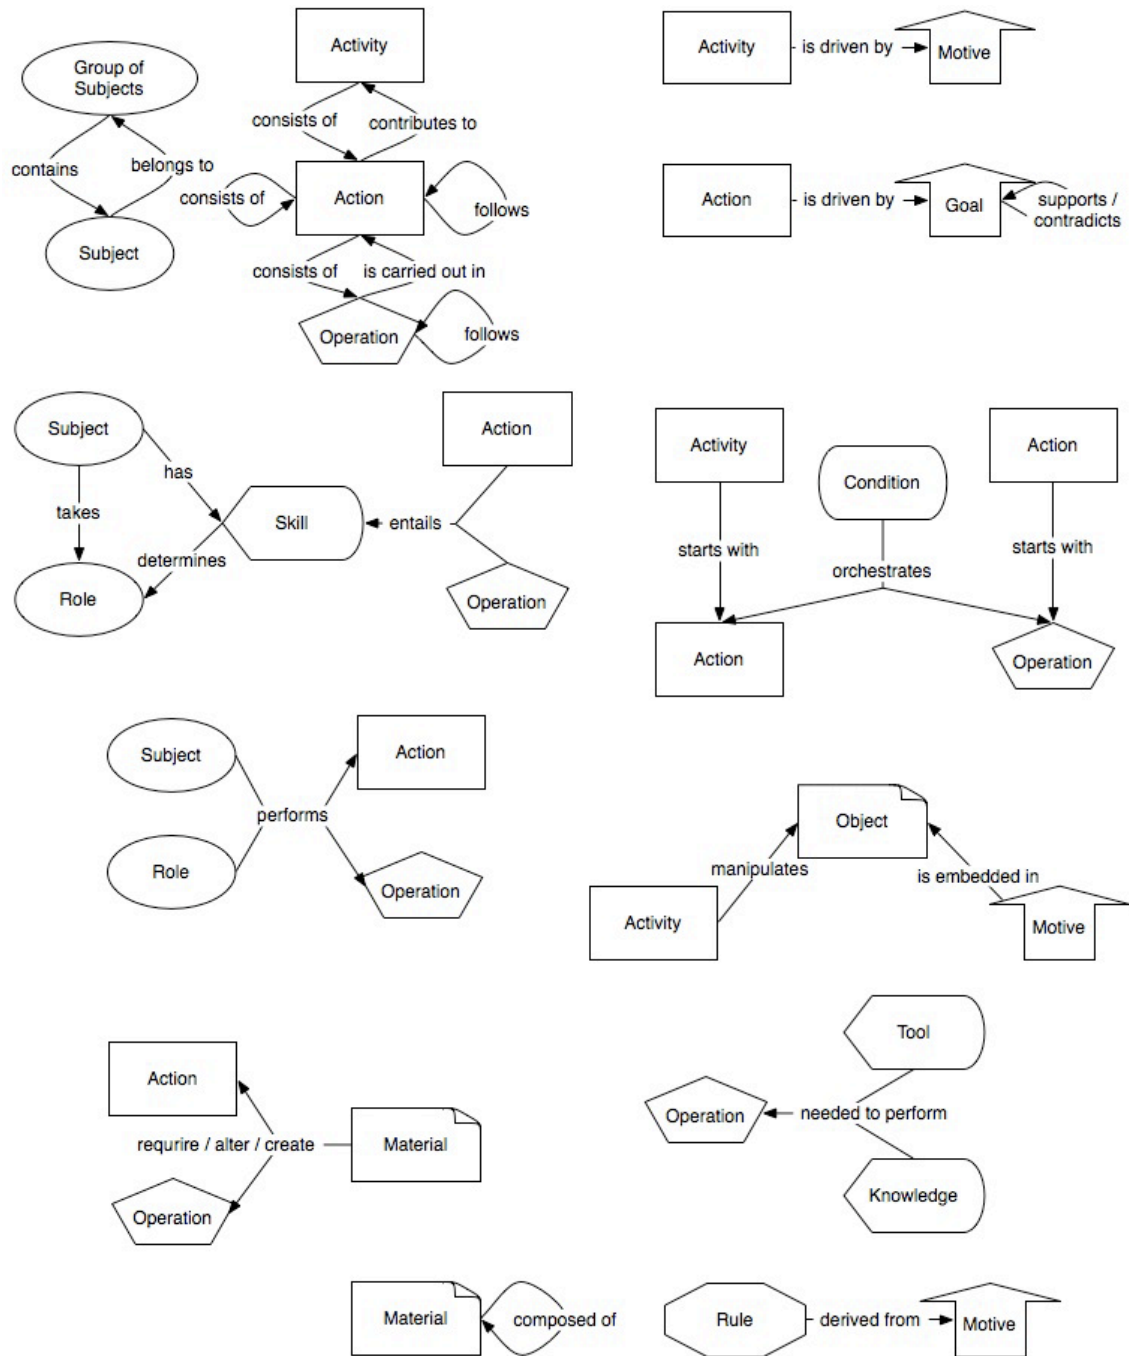 Activity
Group of
Subjects
consists of
contributes to
contains
belongs to
consists of
Action
follows
Subject
consists of
is carried out in
Operation
follows
Activity
is driven by
Motive
Action
is driven by
Goal
supports /
contradicts
Subject
Action
has
takes
Skill
entails
determines
Role
Operation
Activity
Condition
Action
starts with
orchestrates
starts with
Action
Operation
Subject
Action
performs
Role
Operation
Object
manipulates
is embedded in
Activity
Motive
Action
requrire / alter / create
Material
Operation
Tool
Operation
needed to perform
Knowledge
Material
composed of
Rule
derived from
Motive